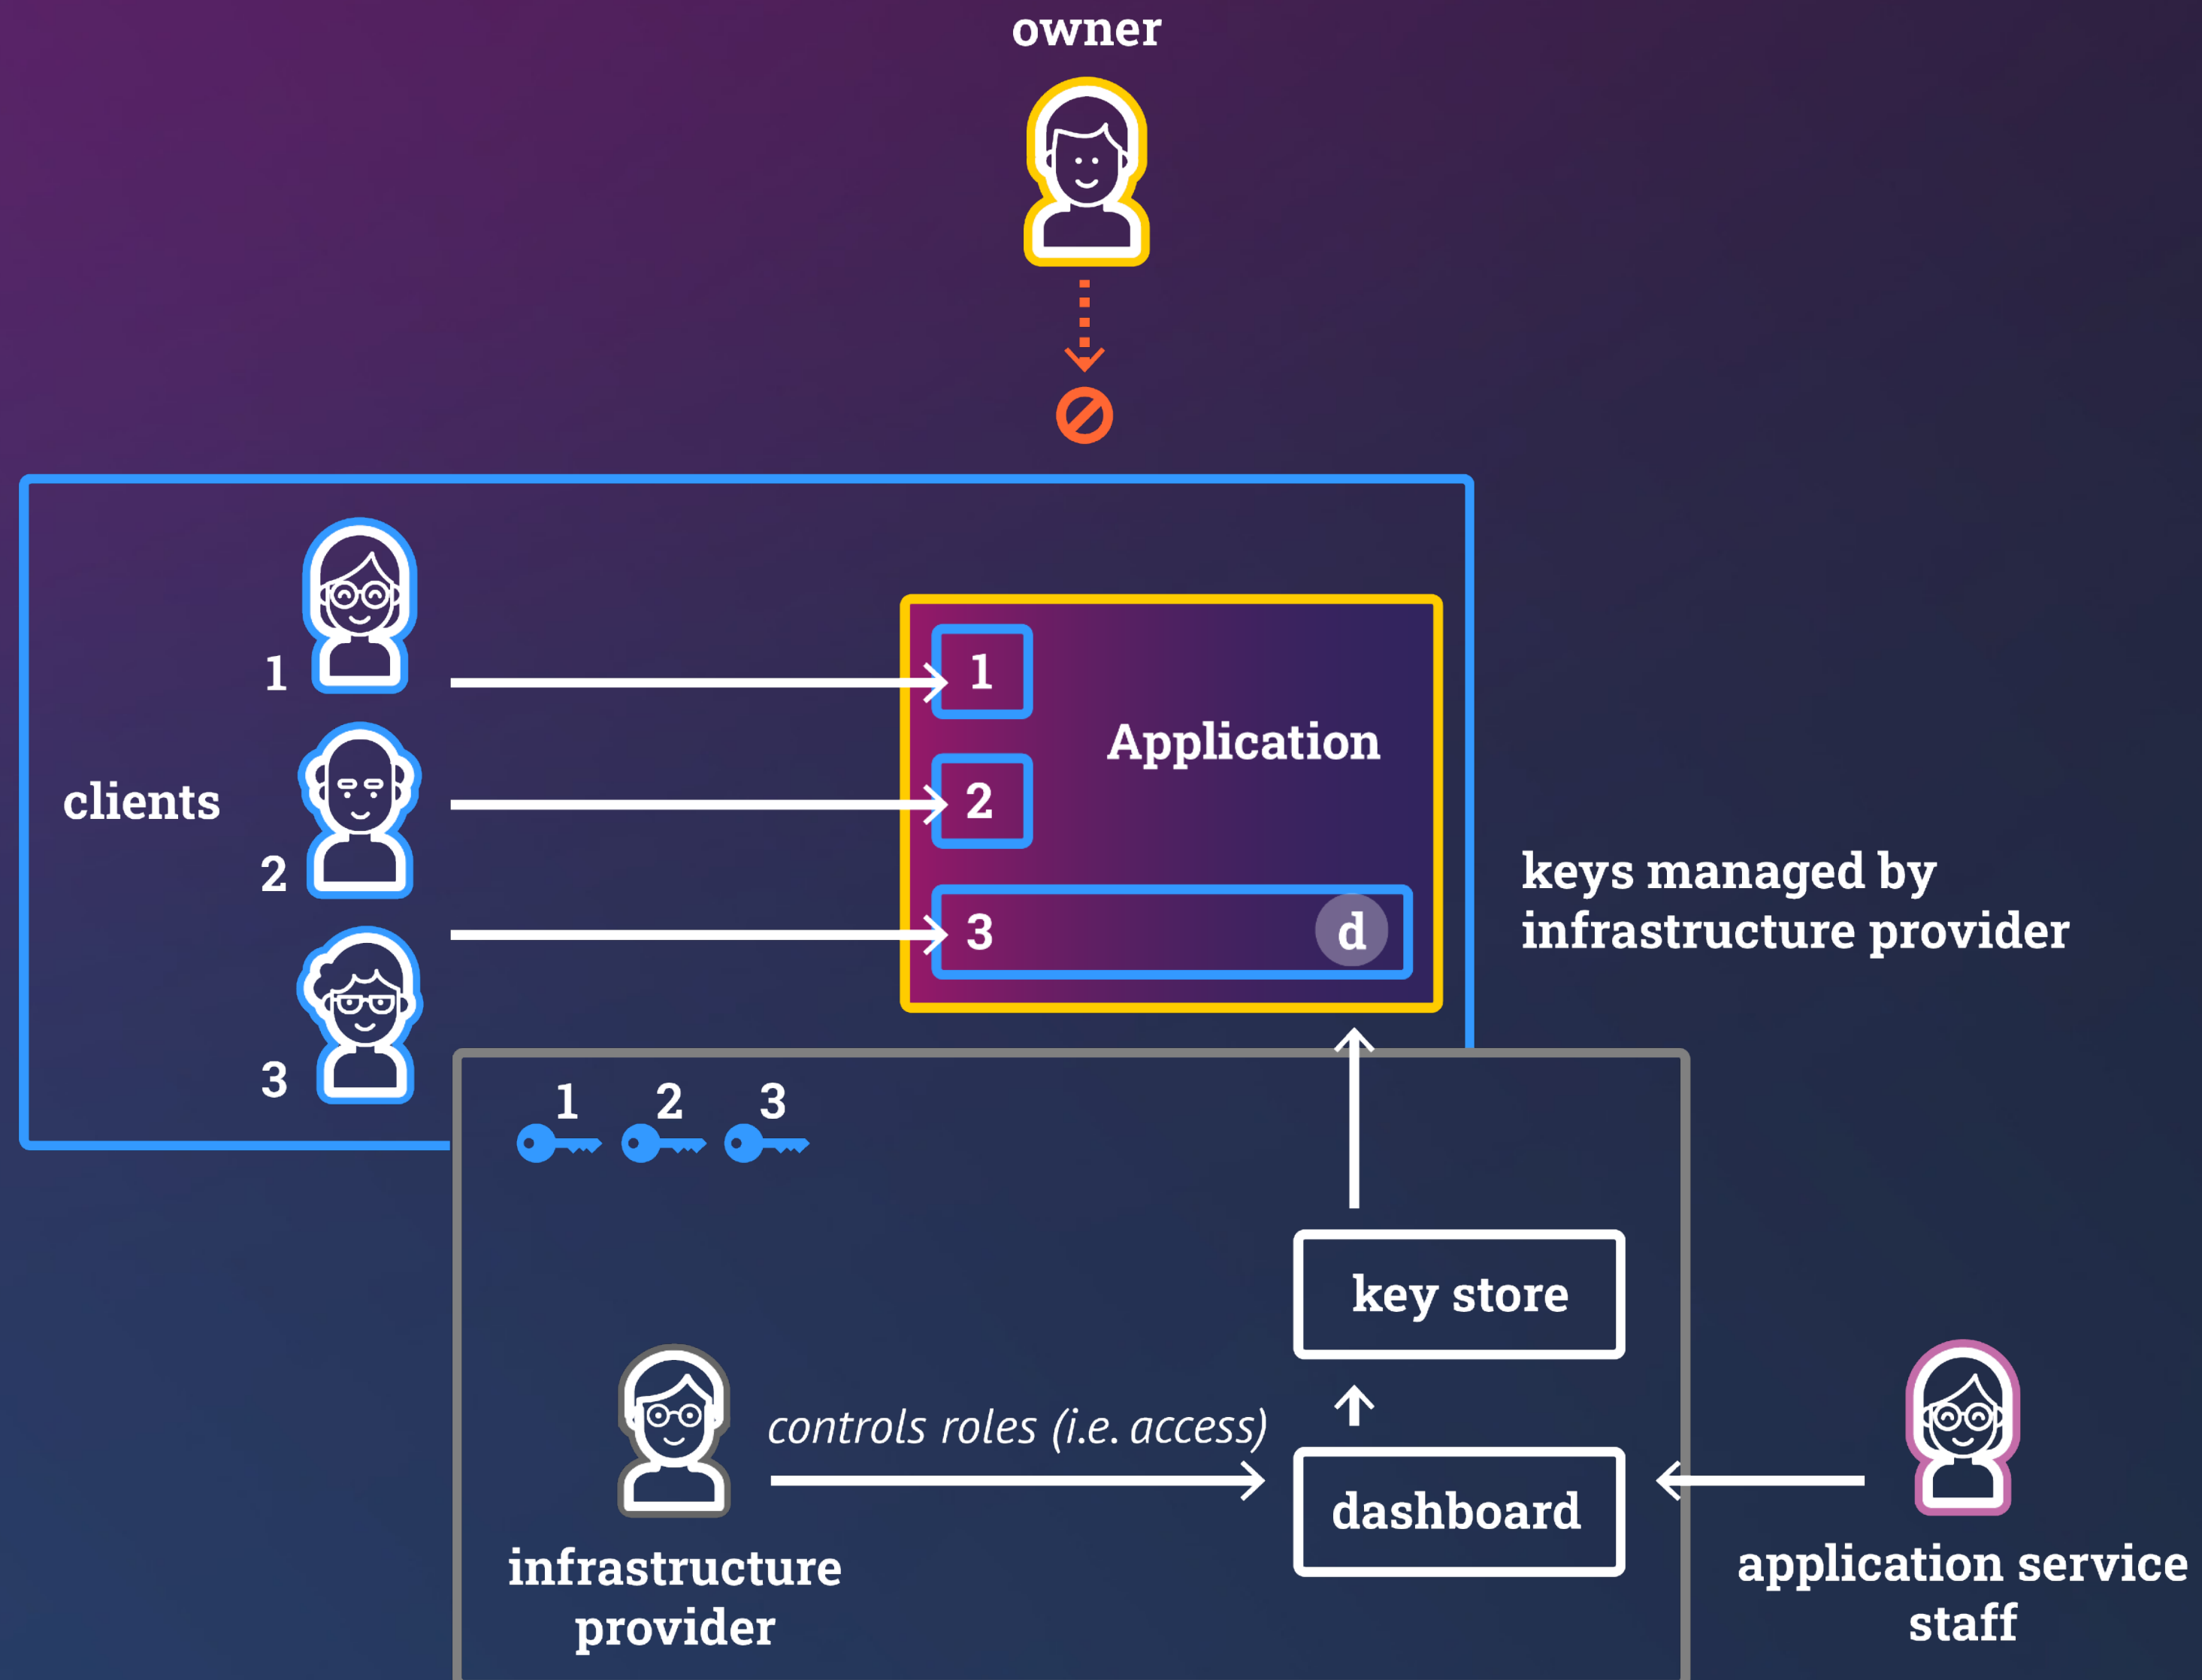 owner
1
1
Application
clients
2
2
keys managed by
infrastructure provider
3
d
3
1 2 3
key store
controls roles (i.e. access)
dashboard
infrastructure
provider
application service
staff